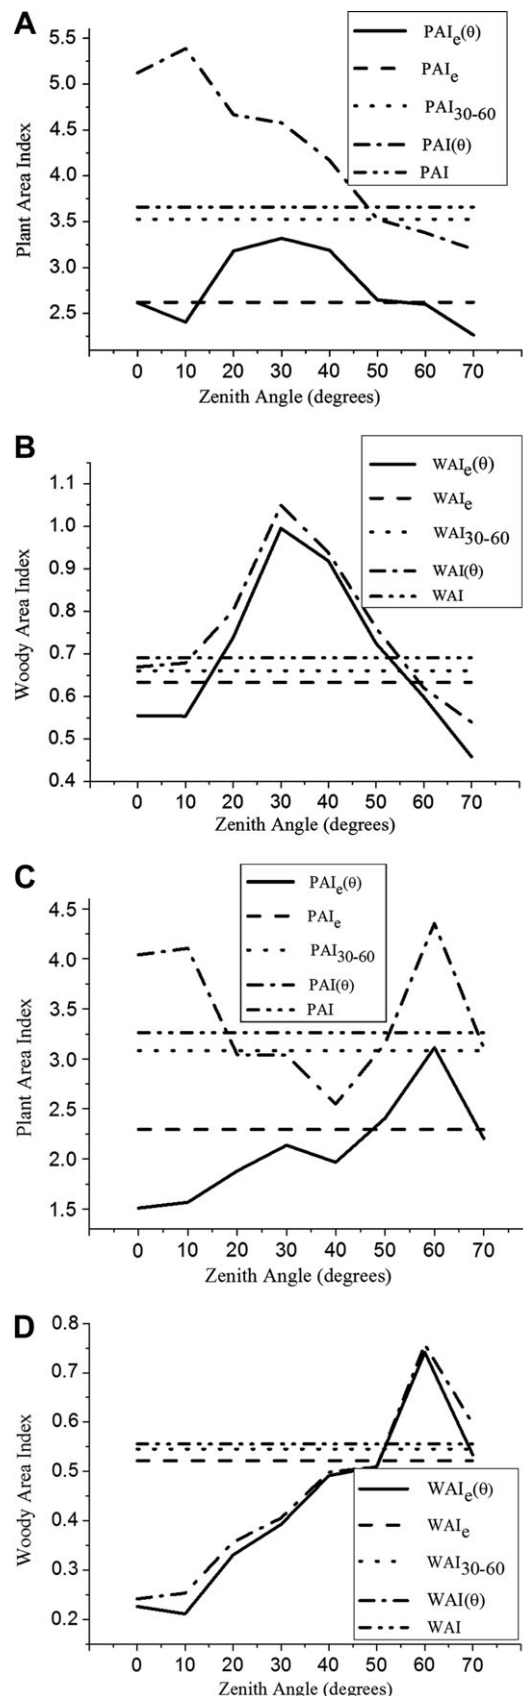 A
5.5
5.0
4.5
4.0
3.5
3.0
2.5
Plant Area Index
PAIe(θ)
PAIe
PAI30-60
PAI(θ)
PAI
0 10 20 30 40 50 60 70
Zenith Angle (degrees)
B
1.1
1.0
0.9
0.8
0.7
0.6
0.5
0.4
Woody Area Index
WAIe(θ)
WAIe
WAI30-60
WAI(θ)
WAI
0 10 20 30 40 50 60 70
Zenith Angle (degrees)
C
4.5
4.0
3.5
3.0
2.5
2.0
1.5
Plant Area Index
PAIe(θ)
PAIe
PAI30-60
PAI(θ)
PAI
0 10 20 30 40 50 60 70
Zenith Angle (degrees)
D
0.8
0.7
0.6
0.5
0.4
0.3
0.2
Woody Area Index
WAIe(θ)
WAIe
WAI30-60
WAI(θ)
WAI
0 10 20 30 40 50 60 70
Zenith Angle (degrees)